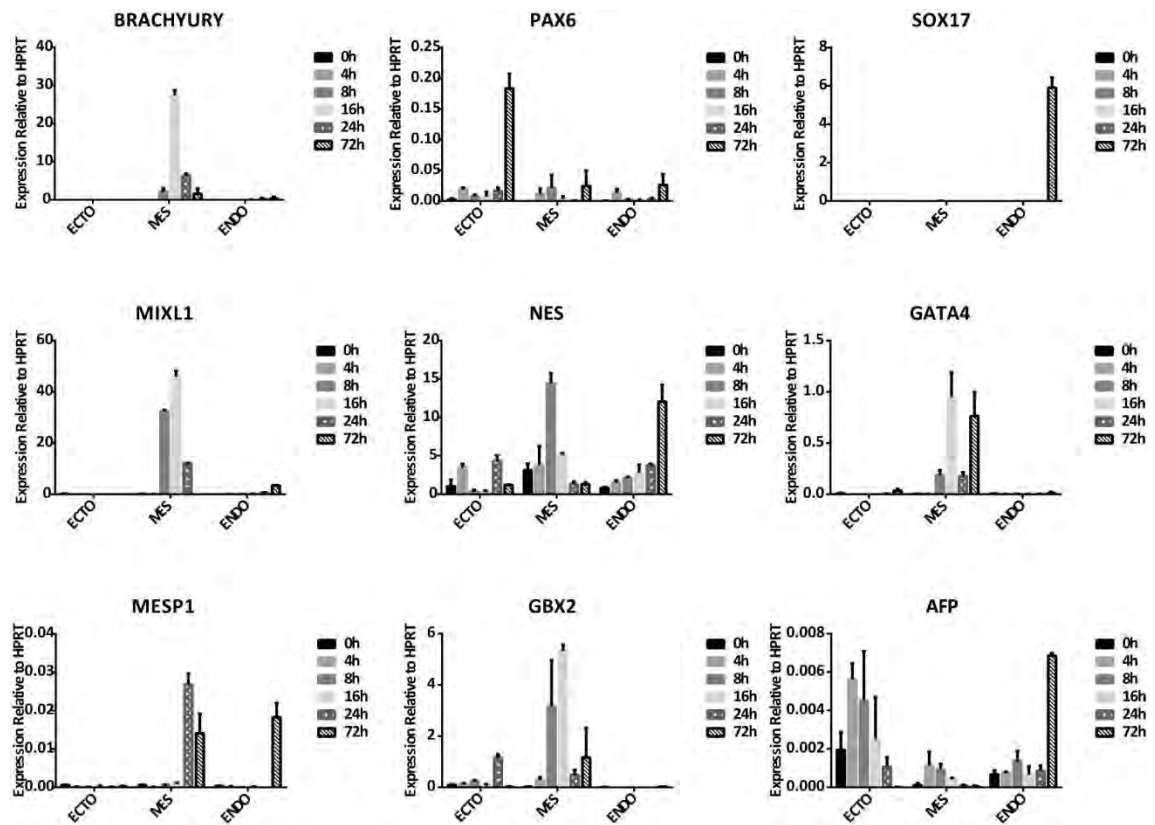 BRACHYURY
Expression Relative to HPRT
40
30
20
10
0
ECTO
MES
ENDO
0h
4h
8h
16h
24h
72h
PAX6
Expression Relative to HPRT
0.25
0.20
0.15
0.10
0.05
0.00
ECTO
MES
ENDO
0h
4h
8h
16h
24h
72h
SOX17
Expression Relative to HPRT
8
6
4
2
0
ECTO
MES
ENDO
0h
4h
8h
16h
24h
72h
MIXL1
Expression Relative to HPRT
60
40
20
0
ECTO
MES
ENDO
0h
4h
8h
16h
24h
72h
NES
Expression Relative to HPRT
20
15
10
5
0
ECTO
MES
ENDO
0h
4h
8h
16h
24h
72h
GATA4
Expression Relative to HPRT
1.5
1.0
0.5
0.0
ECTO
MES
ENDO
0h
4h
8h
16h
24h
72h
MESP1
Expression Relative to HPRT
0.04
0.03
0.02
0.01
0.00
ECTO
MES
ENDO
0h
4h
8h
16h
24h
72h
GBX2
Expression Relative to HPRT
6
4
2
0
ECTO
MES
ENDO
0h
4h
8h
16h
24h
72h
AFP
Expression Relative to HPRT
0.008
0.006
0.004
0.002
0.000
ECTO
MES
ENDO
0h
4h
8h
16h
24h
72h